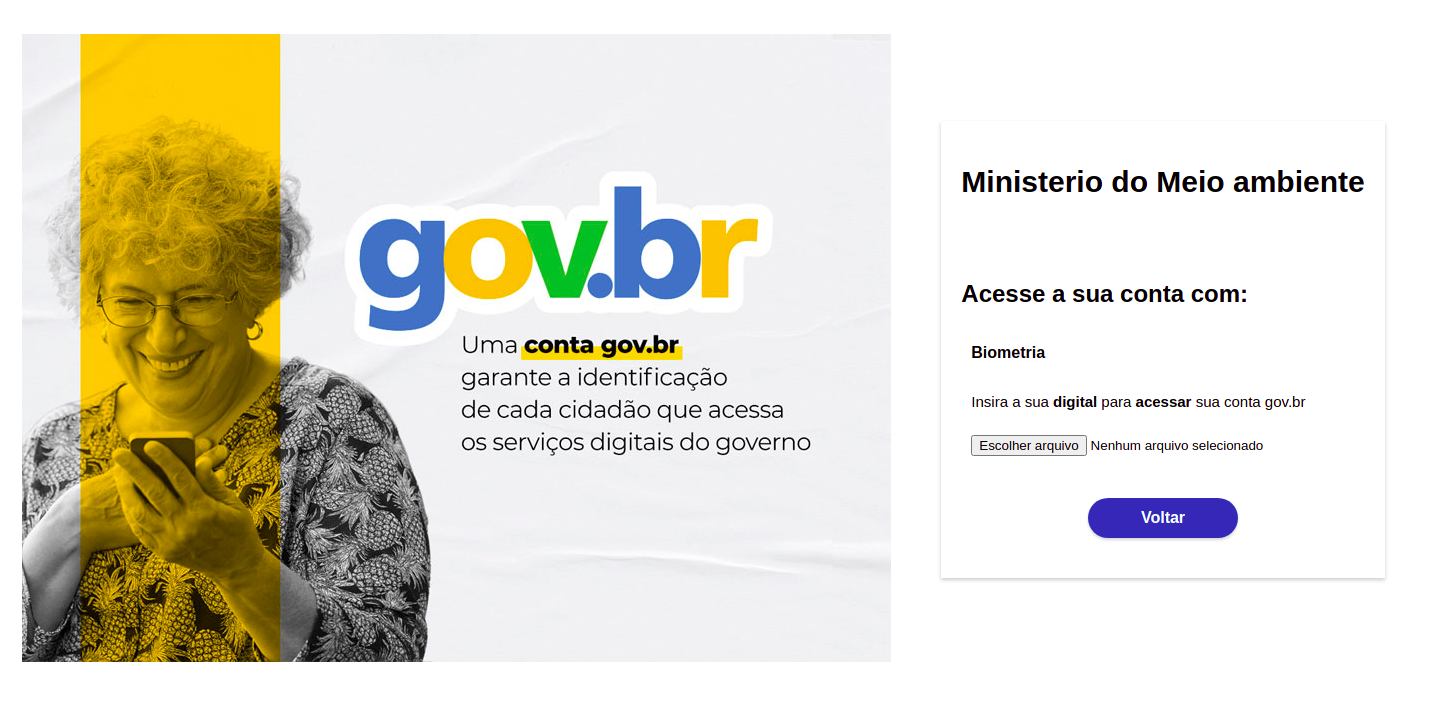 gov.br
Uma conta gov.br
garante a identificação
de cada cidadão que acessa
os serviços digitais do governo
Ministerio do Meio ambiente
Acesse a sua conta com:
Biometria
Insira a sua digital para acessar sua conta gov.br
Escolher arquivo Nenhum arquivo selecionado
Voltar